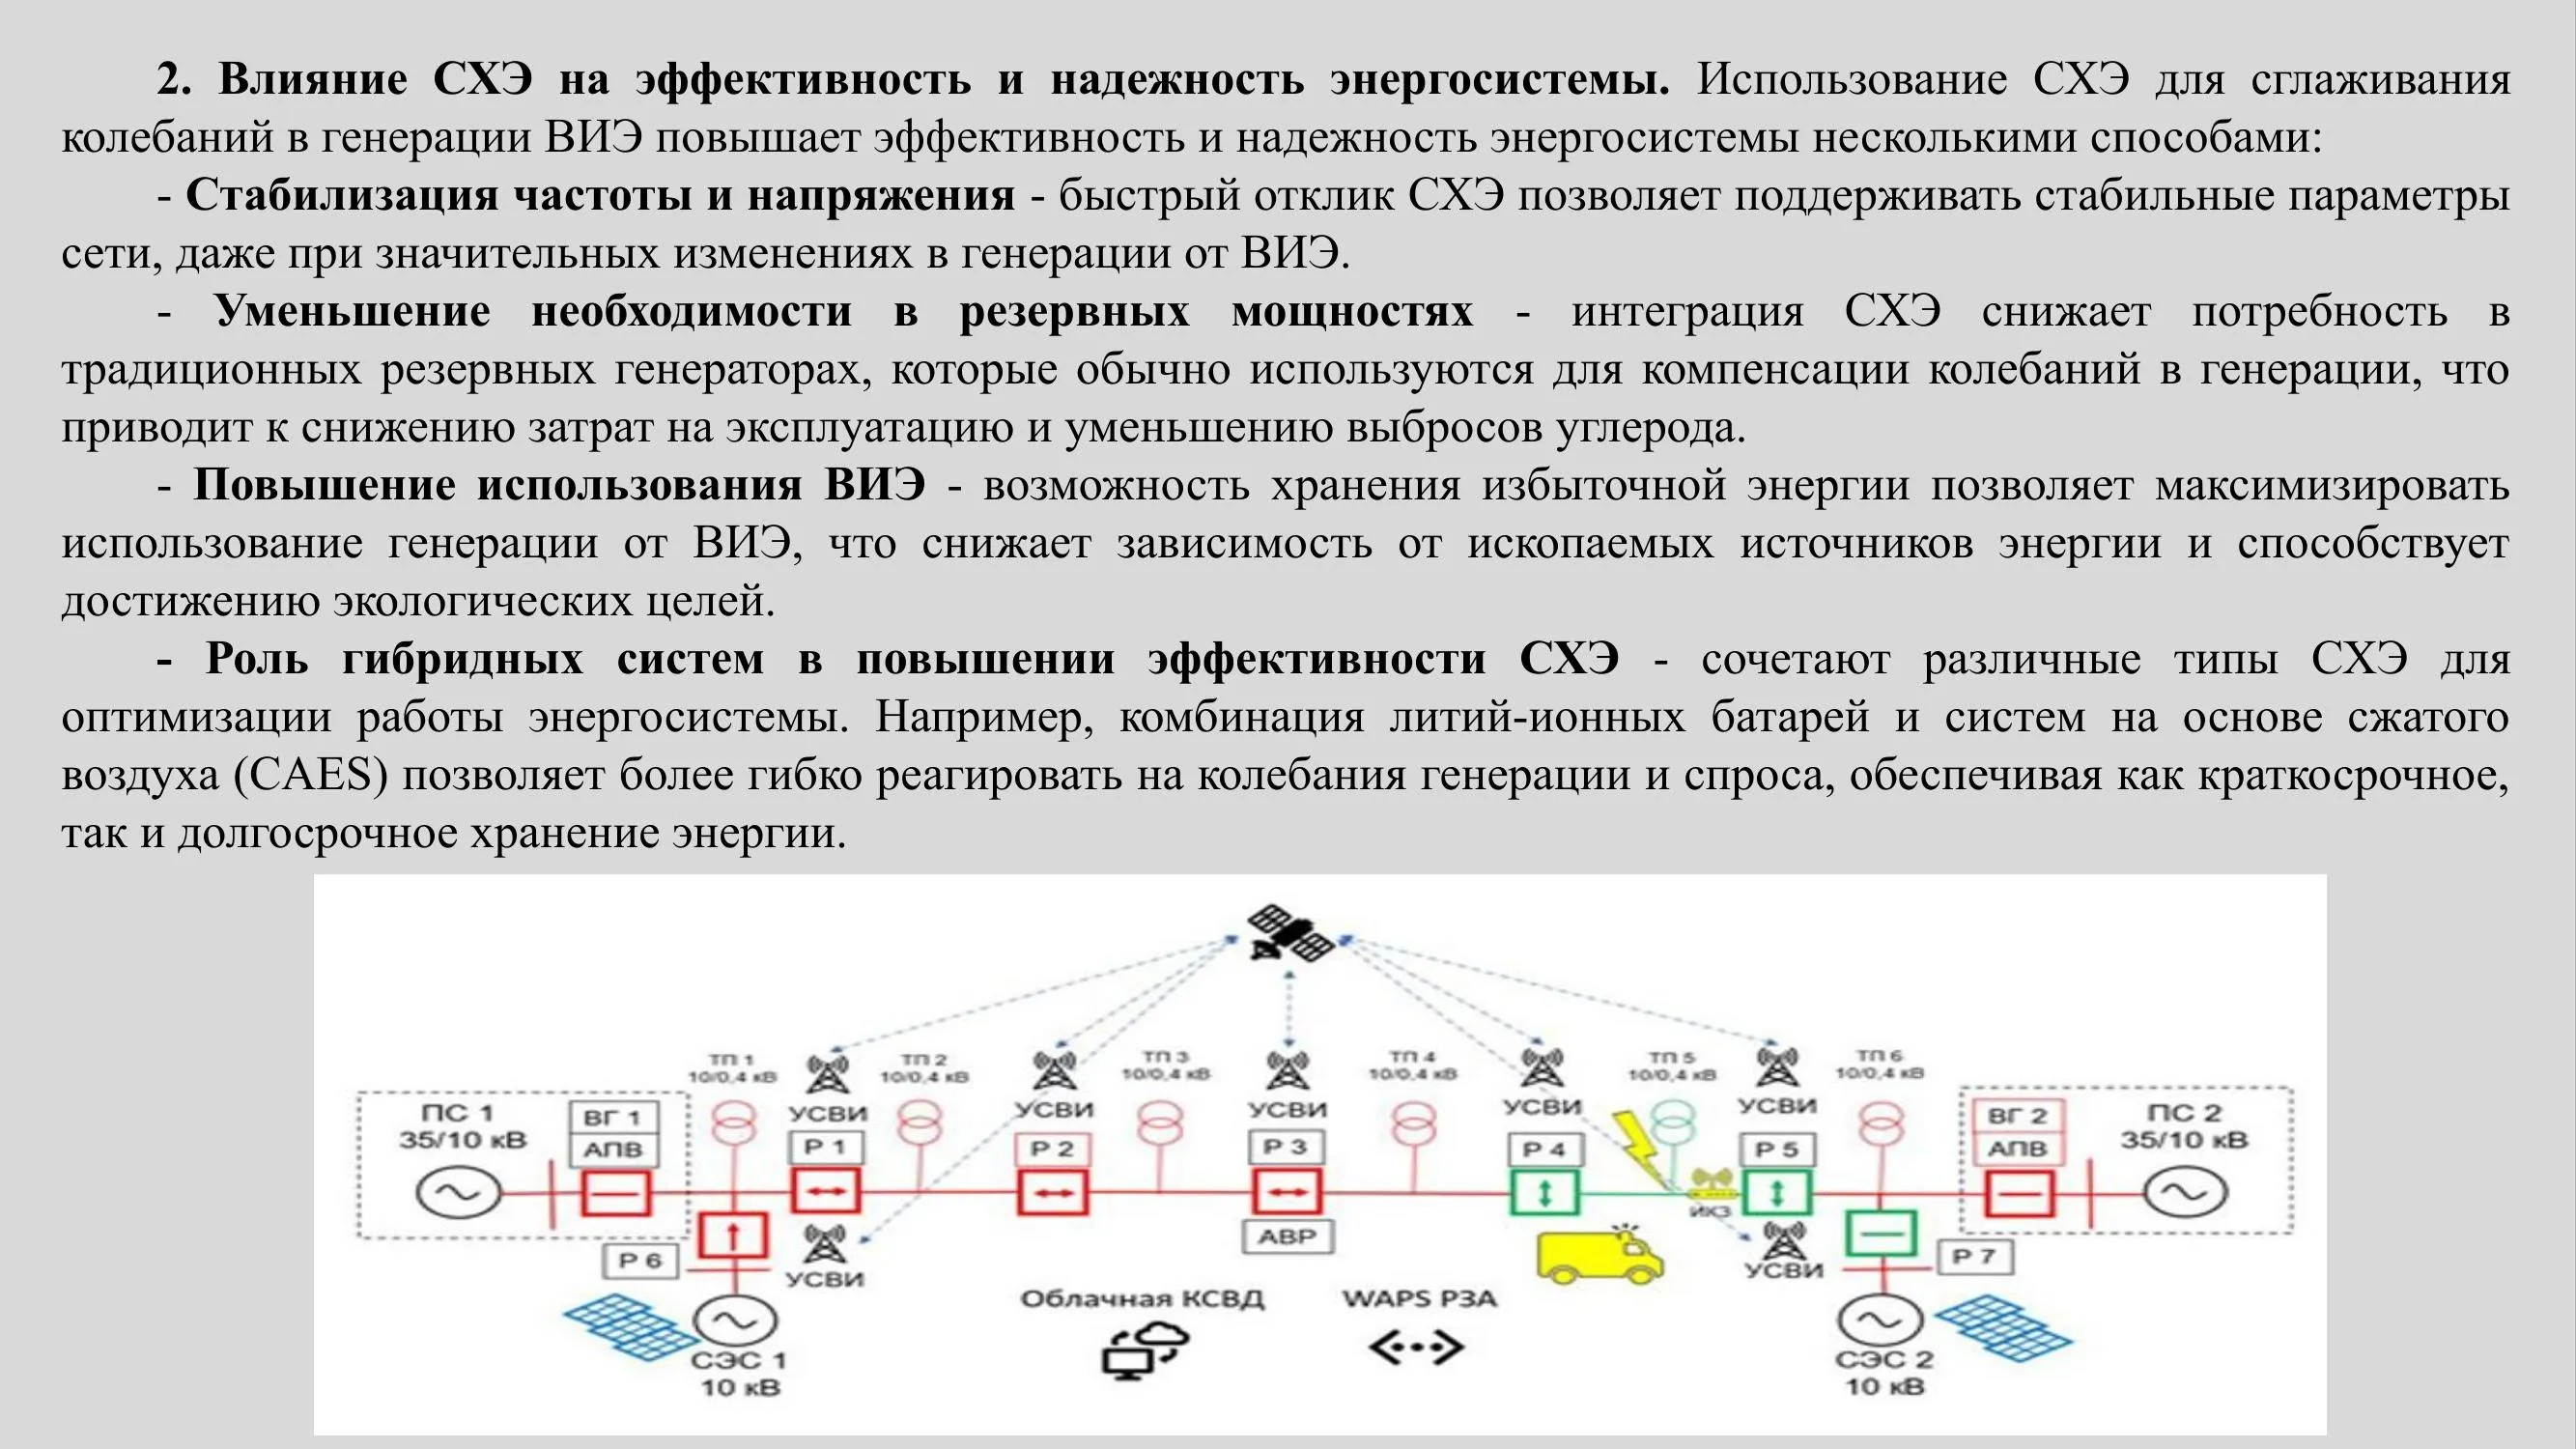 2. Влияние СХЭ на эффективность и надежность энергосистемы. Использование СХЭ для сглаживания
колебаний в генерации ВИЭ повышает эффективность и надежность энергосистемы несколькими способами:
- Стабилизация частоты и напряжения - быстрый отклик СХЭ позволяет поддерживать стабильные параметры
сети, даже при значительных изменениях в генерации от ВИЭ.
- Уменьшение необходимости в резервных мощностях - интеграция СХЭ снижает потребность в
традиционных резервных генераторах, которые обычно используются для компенсации колебаний в генерации, что
приводит к снижению затрат на эксплуатацию и уменьшению выбросов углерода.
- Повышение использования ВИЭ - возможность хранения избыточной энергии позволяет максимизировать
использование генерации от ВИЭ, что снижает зависимость от ископаемых источников энергии и способствует
достижению экологических целей.
- Роль гибридных систем в повышении эффективности СХЭ - сочетают различные типы СХЭ для
оптимизации работы энергосистемы. Например, комбинация литий-ионных батарей и систем на основе сжатого
воздуха (CAES) позволяет более гибко реагировать на колебания генерации и спроса, обеспечивая как краткосрочное,
так и долгосрочное хранение энергии.
ТП 1 ТП 2 ТП 3 ТП 4 ТП 5 ТП 6
10/0,4 кВ 10/0,4 кВ 10/0,4 кВ 10/0,4 кВ 10/0,4 кВ 10/0,4 кВ
УСВИ УСВИ УСВИ УСВИ УСВИ
ПС 1 ВГ 1 ВГ 2 ПС 2
35/10 кВ АПВ Р 1 Р 2 Р 3 Р 4 Р 5 АПВ 35/10 кВ
ИКЗ
Р 6 АВР Р 7
УСВИ УСВИ
Облачная КСВД WAPS РЗА
СЭС 1 СЭС 2
10 кВ 10 кВ